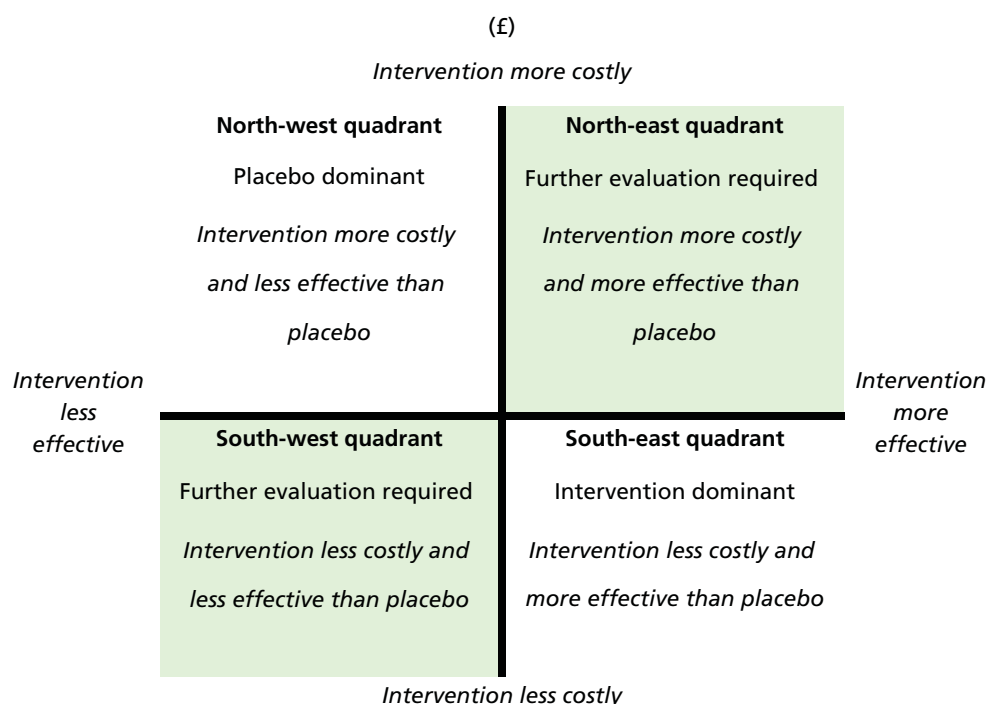 (£)
Intervention more costly
North-west quadrant
Placebo dominant
Intervention more costly
and less effective than
placebo
North-east quadrant
Further evaluation required
Intervention more costly
and more effective than
placebo
Intervention
less
effective
Intervention
more
effective
South-west quadrant
Further evaluation required
Intervention less costly and
less effective than placebo
South-east quadrant
Intervention dominant
Intervention less costly and
more effective than placebo
Intervention less costly